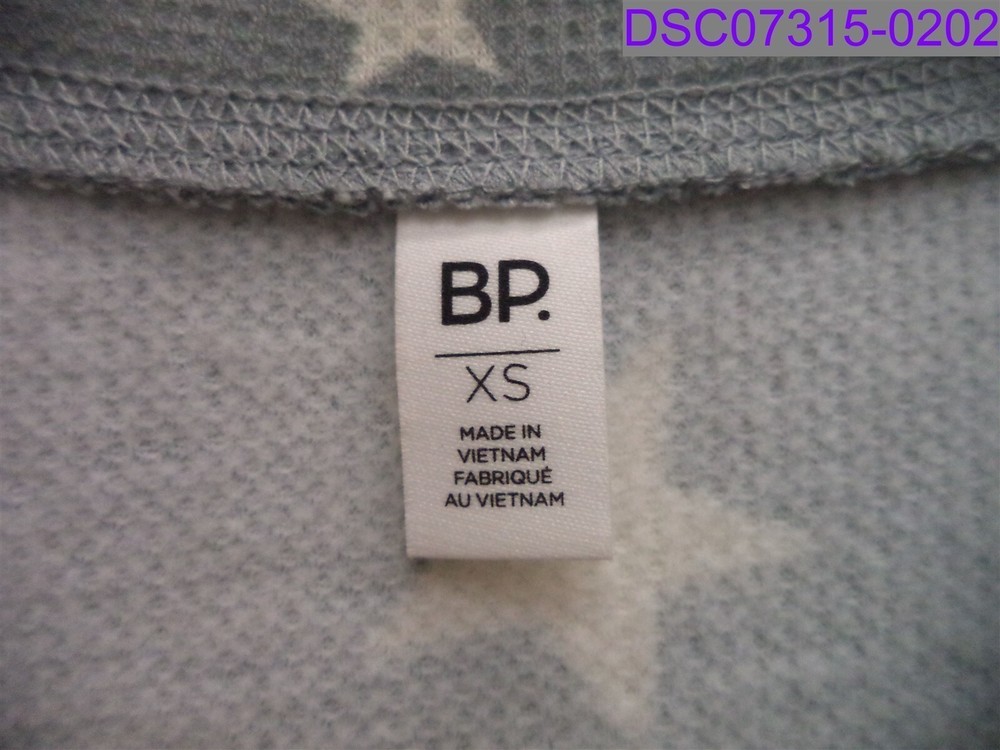 DSC07315-0202
BP.
XS
MADE IN
VIETNAM
FABRIQUÉ
AU VIETNAM